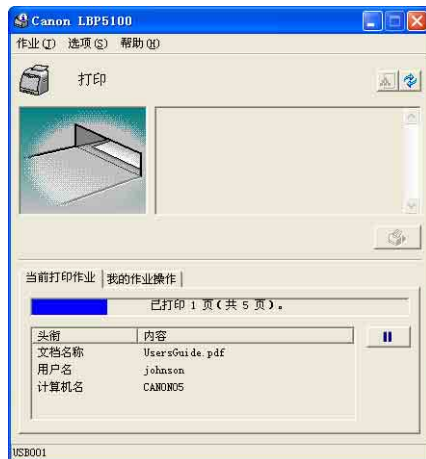 Canon LBP5100
作业(J) 选项(S) 帮助(H)
打印
当前打印作业 我的作业操作
已打印 1 页(共 5 页)。
头衔 内容
文档名称 UsersGuide.pdf
用户名 johnson
计算机名 CANON05
USB001